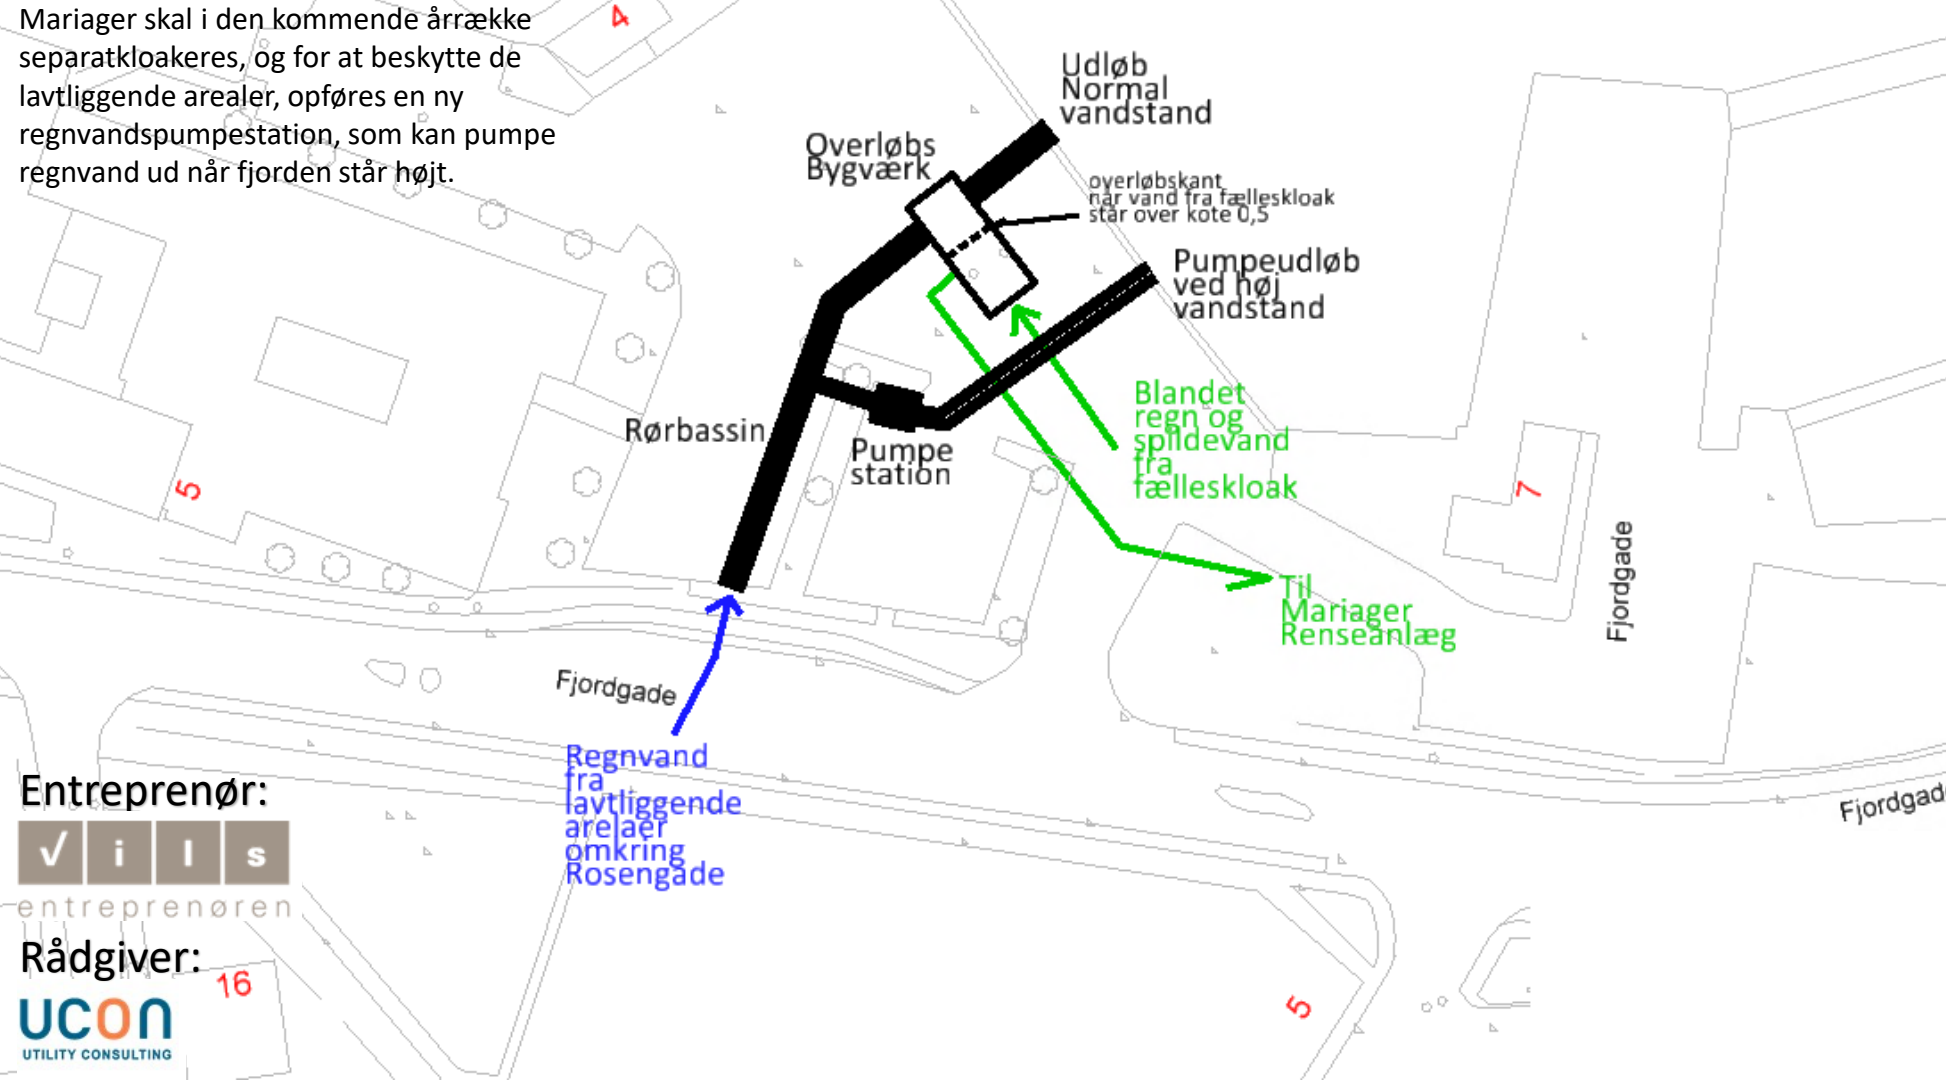 Mariager skal i den kommende årrække
separatkloakeres, og for at beskytte de
lavtliggende arealer, opføres en ny
regnvandspumpestation, som kan pumpe
regnvand ud når fjorden står højt.
4
Udløb
Normal
vandstand
Overløbs
Bygværk
overløbskant
når vand fra fælleskloak
står over kote 0,5
Pumpeudløb
ved høj
vandstand
Rørbassin
Pumpe
station
Blandet
regn og
spildevand
fra
fælleskloak
5
7
Fjordgade
Til
Mariager
Renseanlæg
Fjordgade
Regnvand
fra
lavtliggende
arelaer
omkring
Rosengade
Fjordgad
Entreprenør:
√ils
entreprenøren
Rådgiver:
16
5
ucon
UTILITY CONSULTING